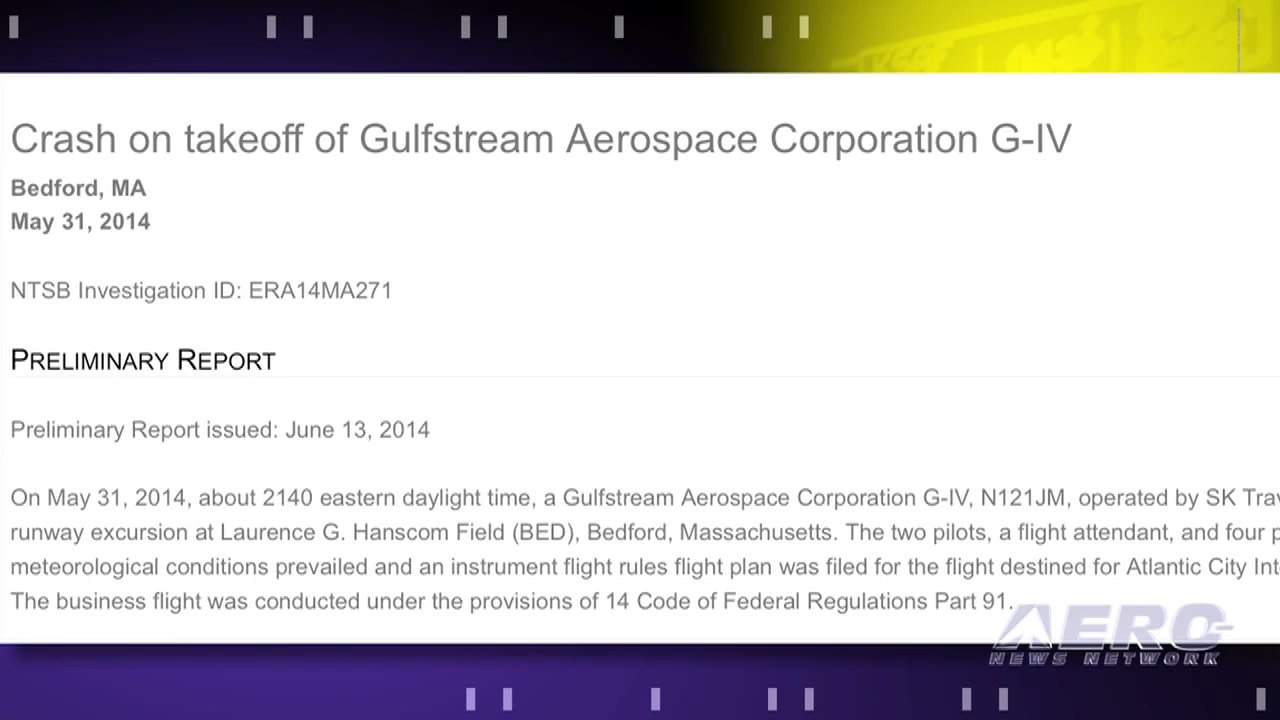 Crash on takeoff of Gulfstream Aerospace Corporation G-IV
Bedford, MA
May 31, 2014
NTSB Investigation ID: ERA14MA271
PRELIMINARY REPORT
Preliminary Report issued: June 13, 2014
On May 31, 2014, about 2140 eastern daylight time, a Gulfstream Aerospace Corporation G-IV, N121JM, operated by SK
runway excursion at Laurence G. Hanscom Field (BED), Bedford, Massachusetts. The two pilots, a flight attendant, and four
meteorological conditions prevailed and an instrument flight rules flight plan was filed for the flight destined for Atlantic City
The business flight was conducted under the provisions of 14 Code of Federal Regulations Part 91.
AERO
NEWS NETWORK